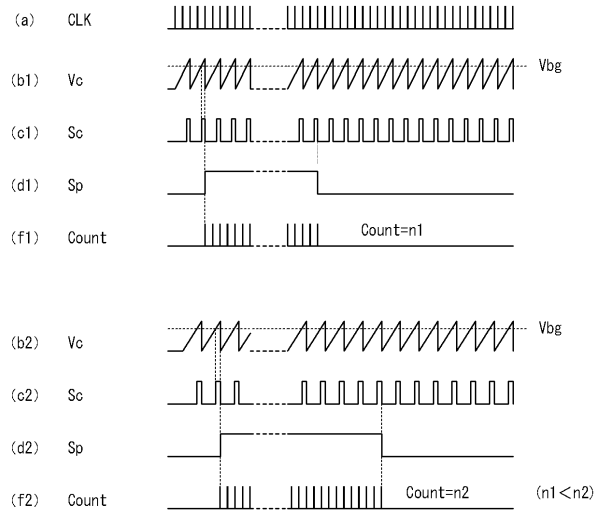 (a) CLK
Vbg
(b1) Vc
(c1) Sc
(d1) Sp
(f1) Count Count=n1
Vbg
(b2) Vc
(c2) Sc
(d2) Sp
(f2) Count Count=n2 (n1<n2)